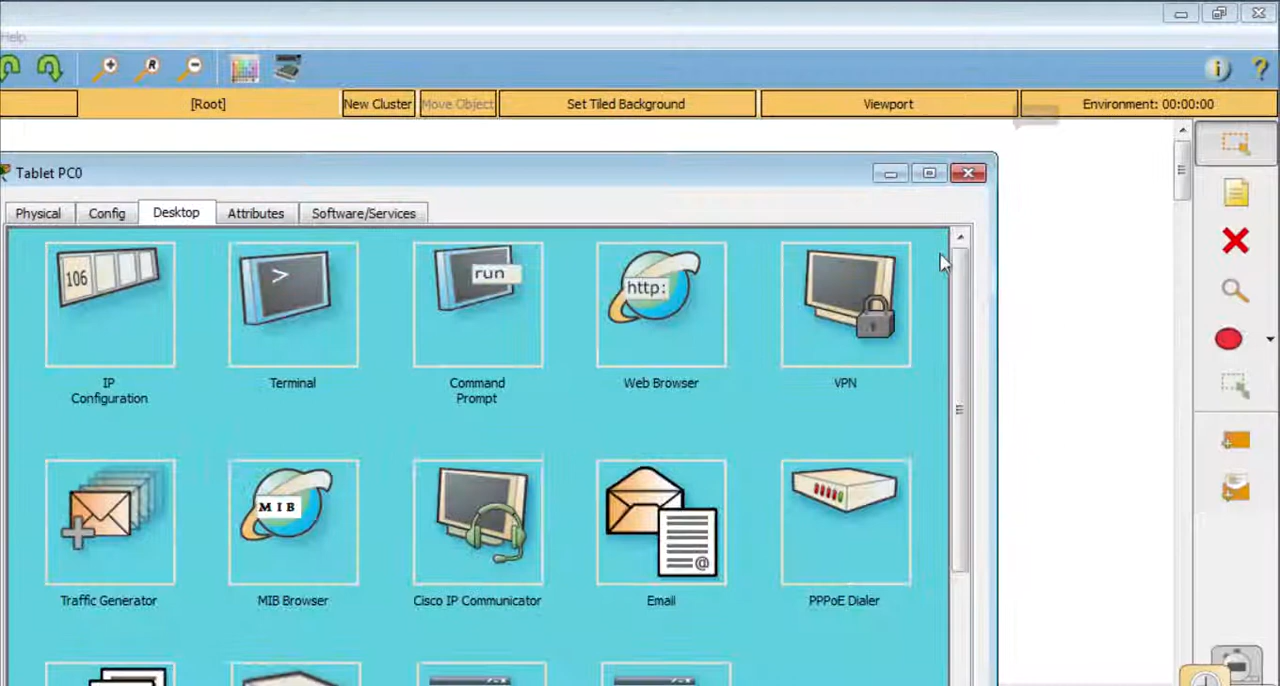 Help
[Root]
New Cluster
Move Object
Set Tiled Background
Viewport
Environment: 00:00:00
Tablet PC0
Physical
Config
Desktop
Attributes
Software/Services
106
>
run
http:
IP
Configuration
Terminal
Command
Prompt
Web Browser
VPN
MIB
@
Traffic Generator
MIB Browser
Cisco IP Communicator
Email
PPPoE Dialer